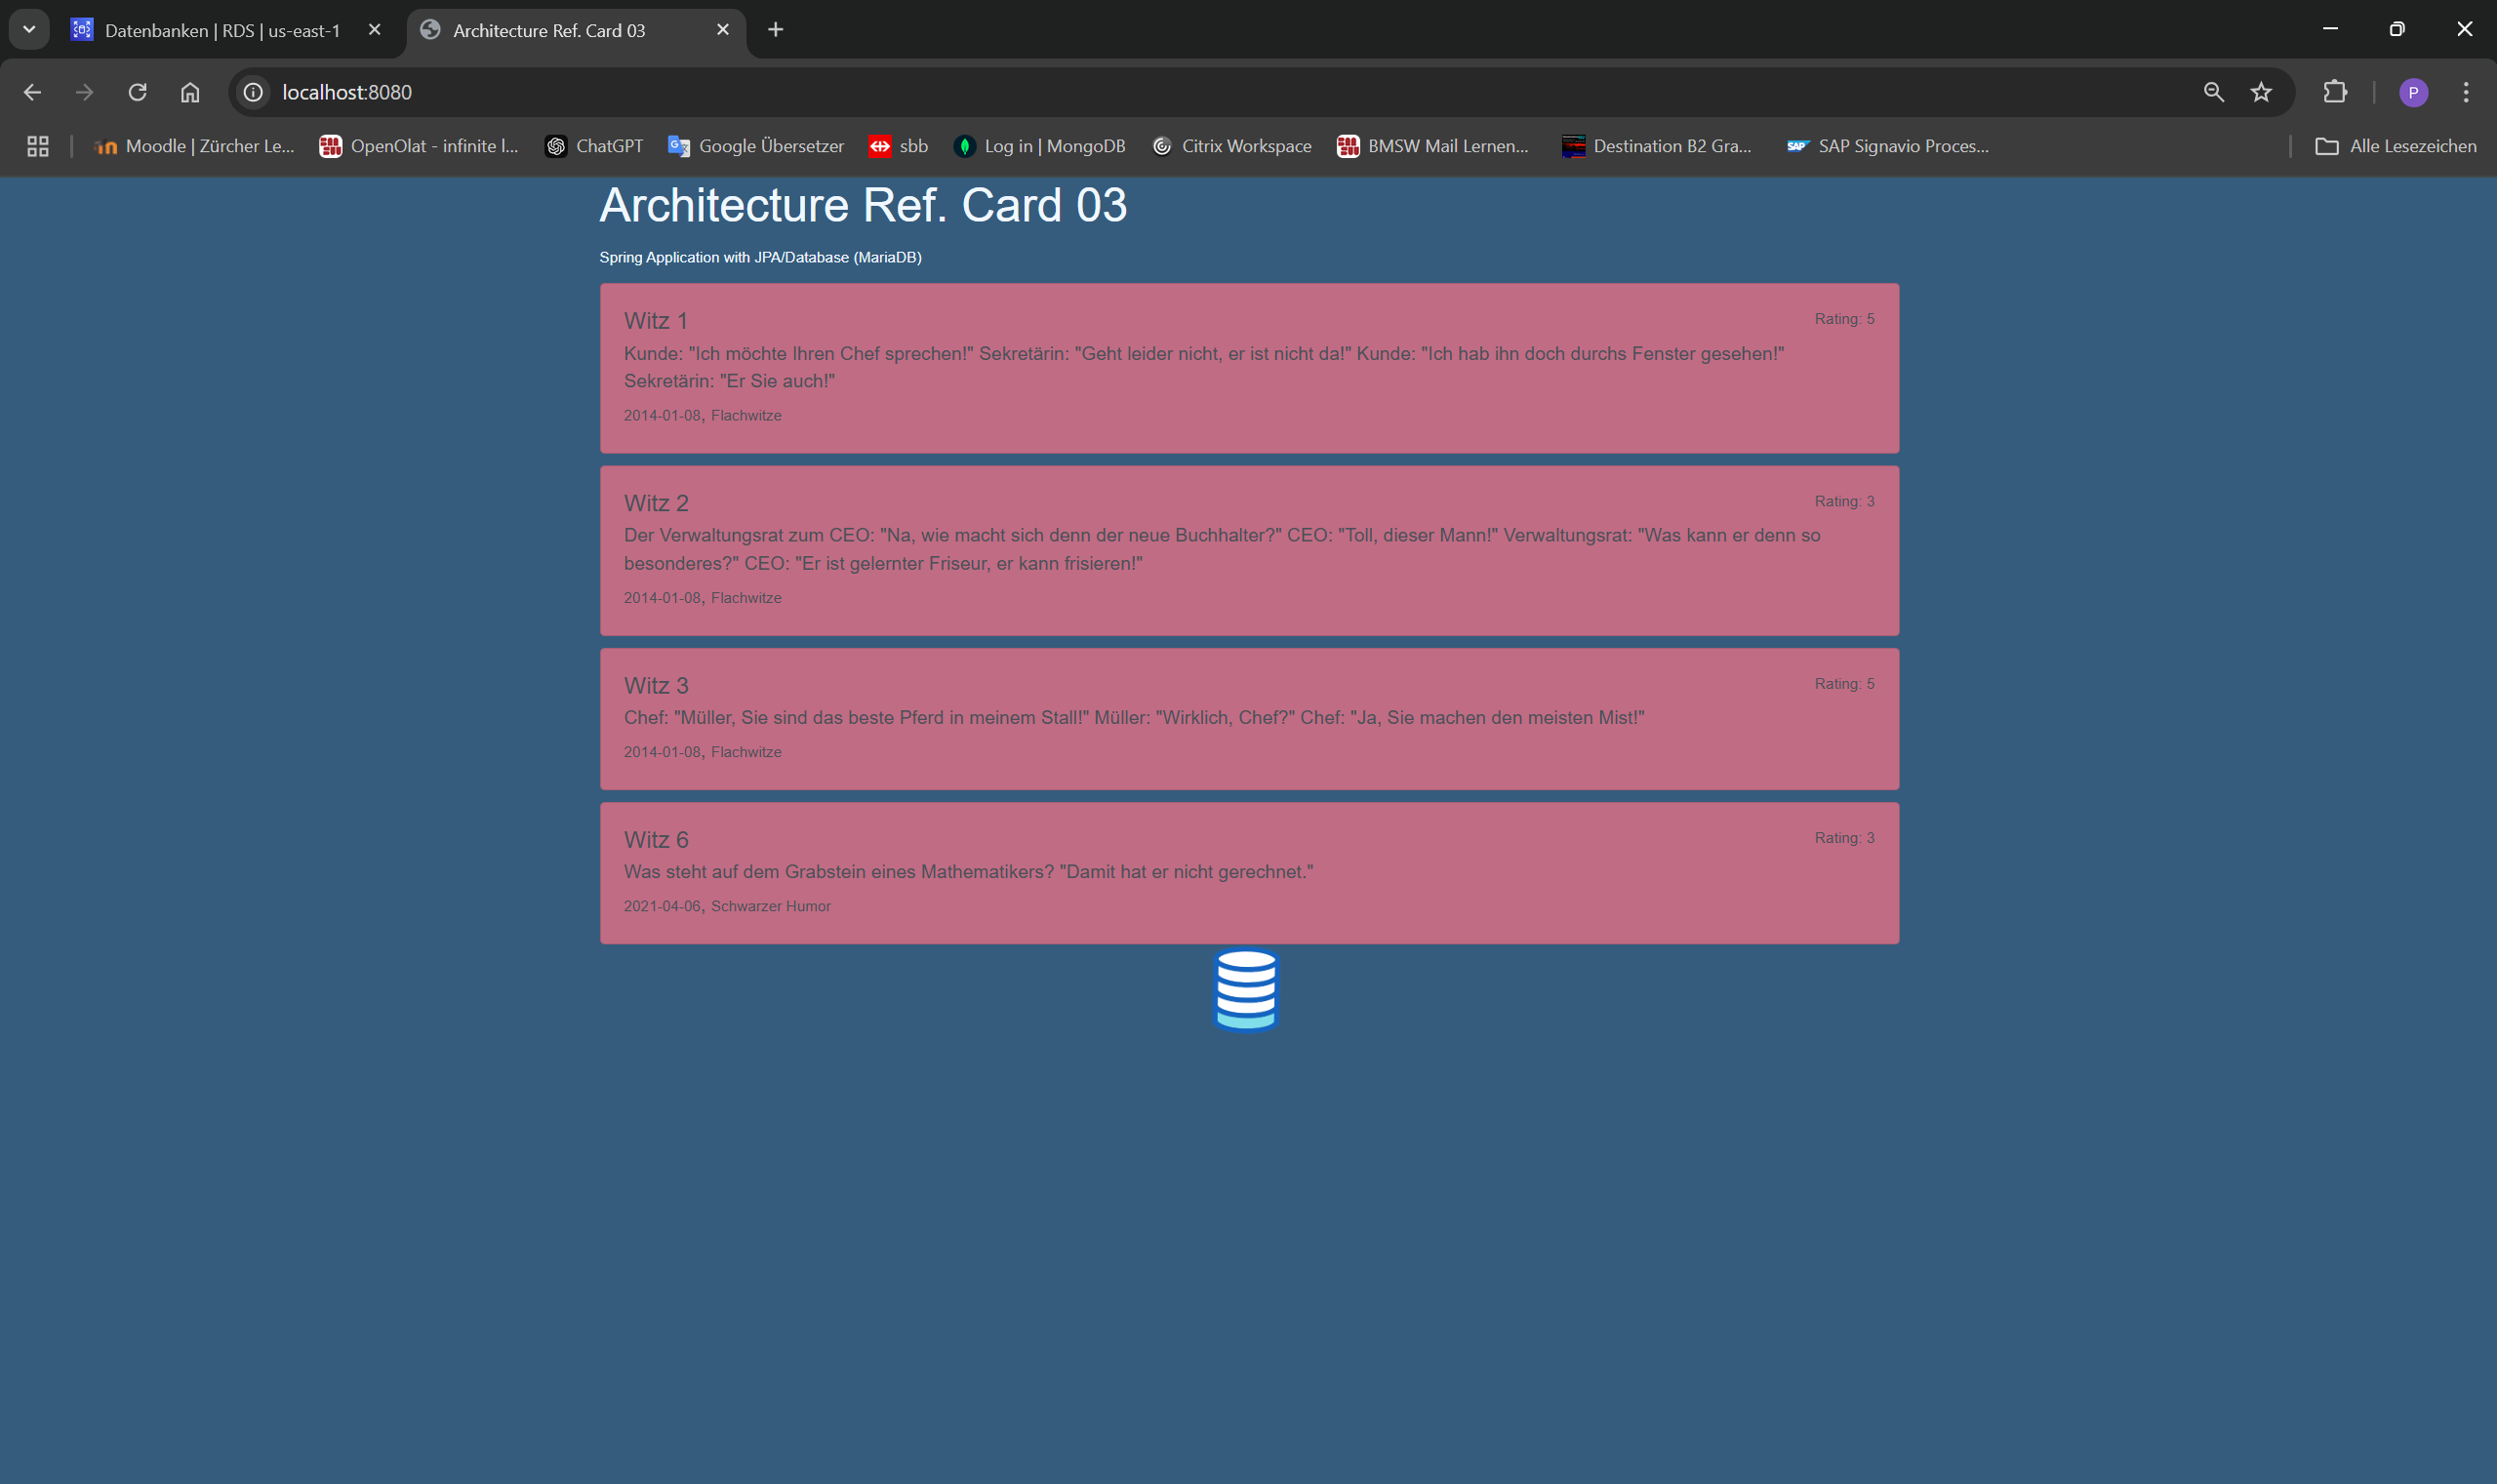 Datenbanken | RDS | us-east-1
Architecture Ref. Card 03
localhost:8080
P
Moodle | Zürcher Le...
OpenOlat - infinite l...
ChatGPT
Google Übersetzer
sbb
Log in | MongoDB
Citrix Workspace
BMSW Mail Lernen...
Destination B2 Gra...
SAP SAP Signavio Proces...
Alle Lesezeichen
Architecture Ref. Card 03
Spring Application with JPA/Database (MariaDB)
Witz 1
Rating: 5
Kunde: "Ich möchte Ihren Chef sprechen!" Sekretärin: "Geht leider nicht, er ist nicht da!" Kunde: "Ich hab ihn doch durchs Fenster gesehen!"
Sekretärin: "Er Sie auch!"
2014-01-08, Flachwitze
Witz 2
Rating: 3
Der Verwaltungsrat zum CEO: "Na, wie macht sich denn der neue Buchhalter?" CEO: "Toll, dieser Mann!" Verwaltungsrat: "Was kann er denn so
besonderes?" CEO: "Er ist gelernter Friseur, er kann frisieren!"
2014-01-08, Flachwitze
Witz 3
Rating: 5
Chef: "Müller, Sie sind das beste Pferd in meinem Stall!" Müller: "Wirklich, Chef?" Chef: "Ja, Sie machen den meisten Mist!"
2014-01-08, Flachwitze
Witz 6
Rating: 3
Was steht auf dem Grabstein eines Mathematikers? "Damit hat er nicht gerechnet."
2021-04-06, Schwarzer Humor